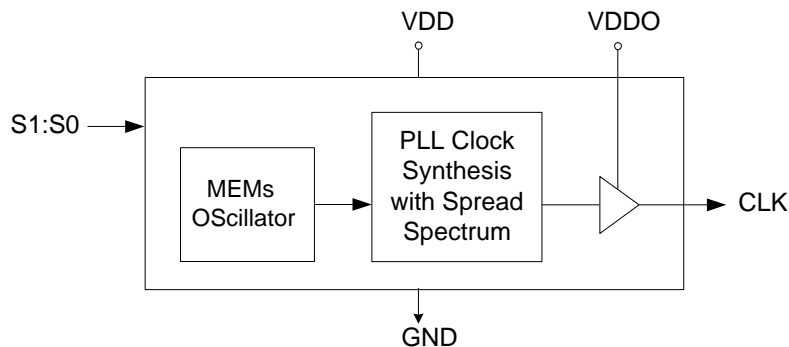 VDD
VDDO
S1:S0
MEMs
OScillator
PLL Clock
Synthesis
with Spread
Spectrum
CLK
GND